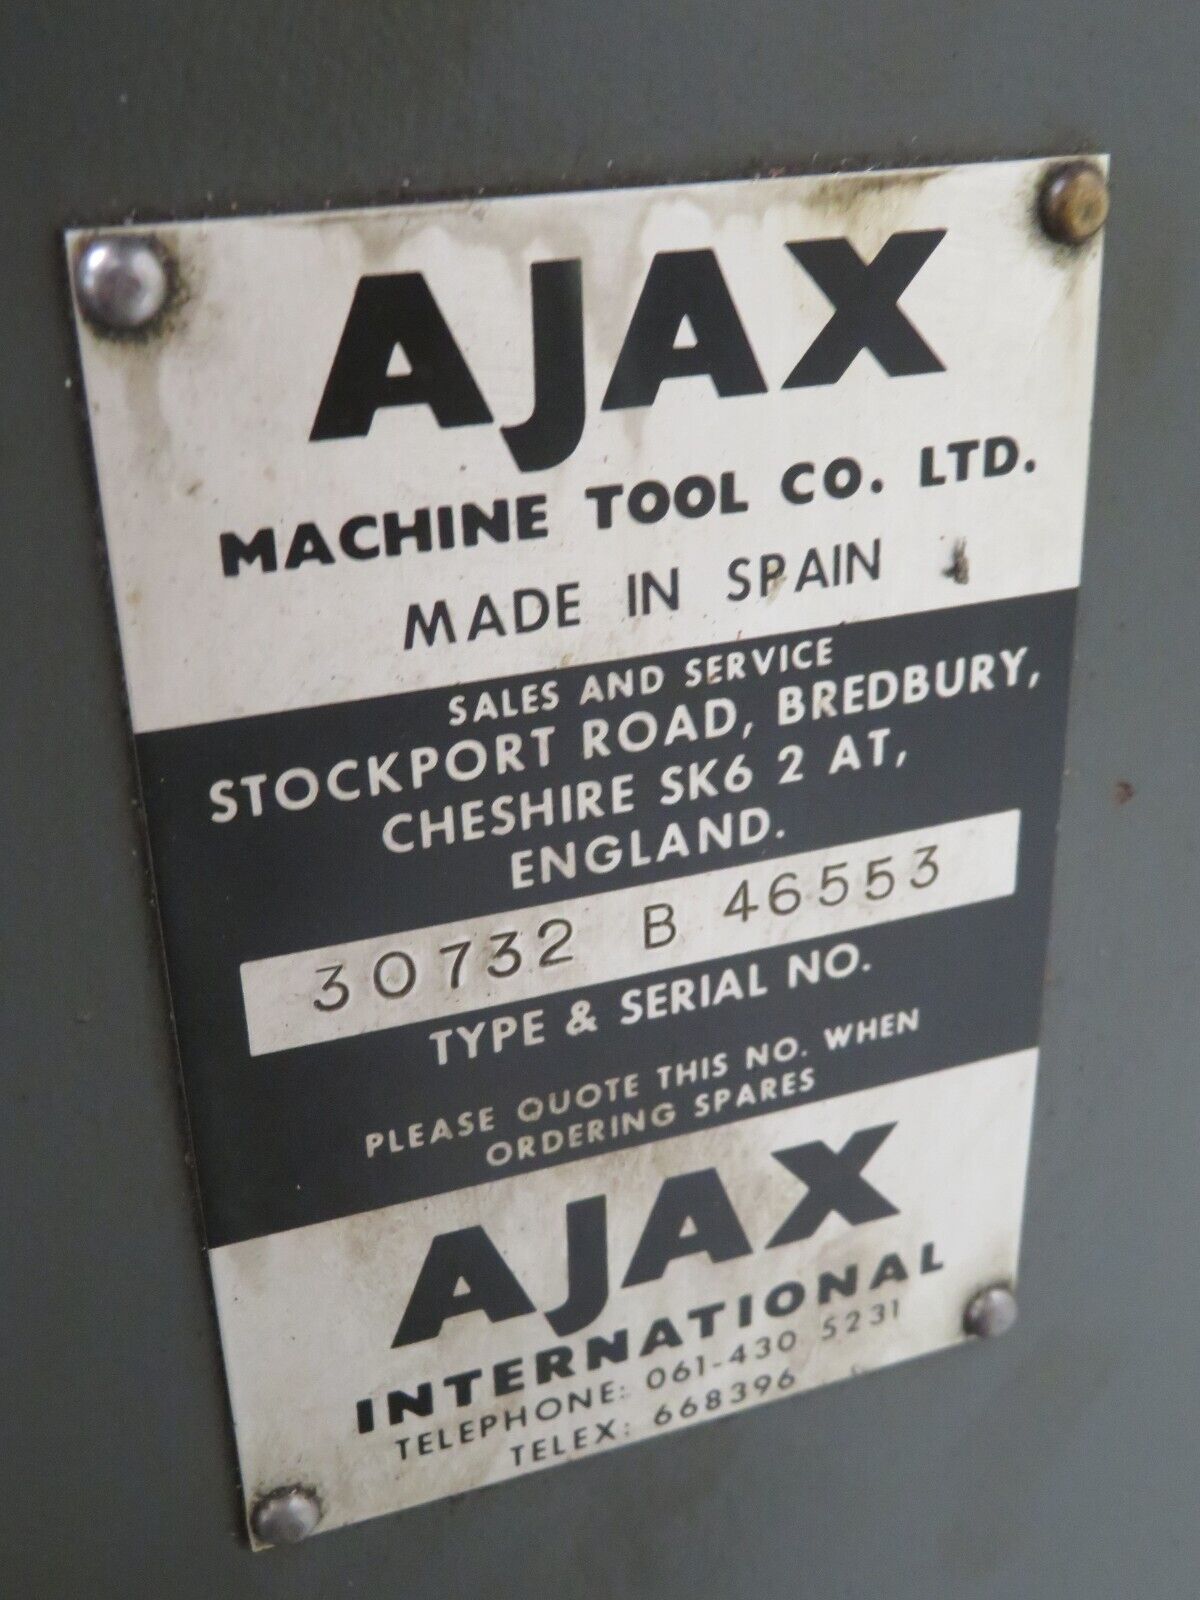 AJAX
MACHINE TOOL CO. LTD.
MADE IN SPAIN
SALES AND SERVICE
STOCKPORT ROAD, BREDBURY,
CHESHIRE SK6 2 AT,
ENGLAND.
30732 B 46553
TYPE & SERIAL NO.
PLEASE QUOTE THIS NO. WHEN
ORDERING SPARES
AJAX
INTERNATIONAL
TELEPHONE: 061-430 5231
TELEX: 668396